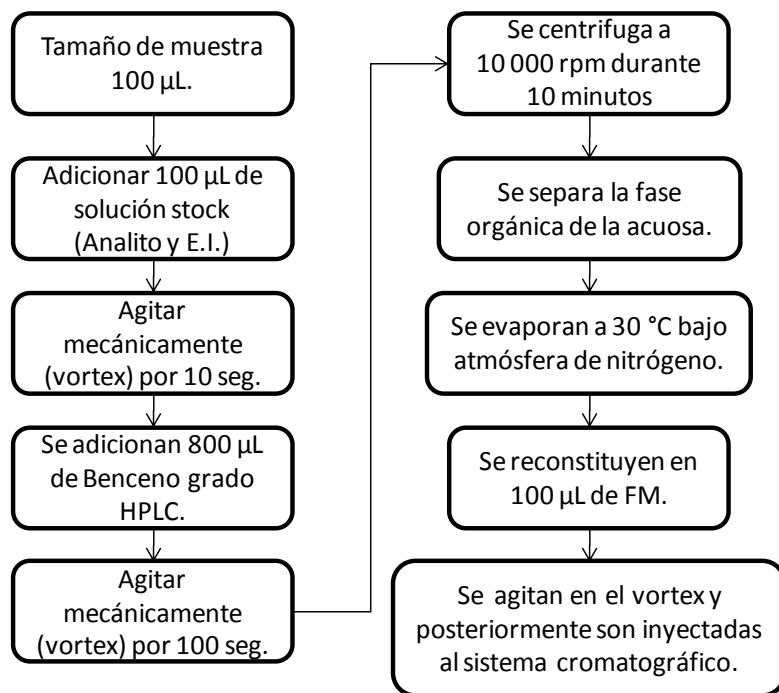 Tamaño de muestra
100 µL.
Adicionar 100 µL de
solución stock
(Analito y E.I.)
Agitar
mecánicamente
(vortex) por 10 seg.
Se adicionan 800 µL
de Benceno grado
HPLC.
Agitar
mecánicamente
(vortex) por 100 seg.
Se centrifuga a
10 000 rpm durante
10 minutos
Se separa la fase
orgánica de la acuosa.
Se evaporan a 30 °C bajo
atmósfera de nitrógeno.
Se reconstituyen en
100 µL de FM.
Se agitan en el vortex y
posteriormente son inyectadas
al sistema cromatográfico.